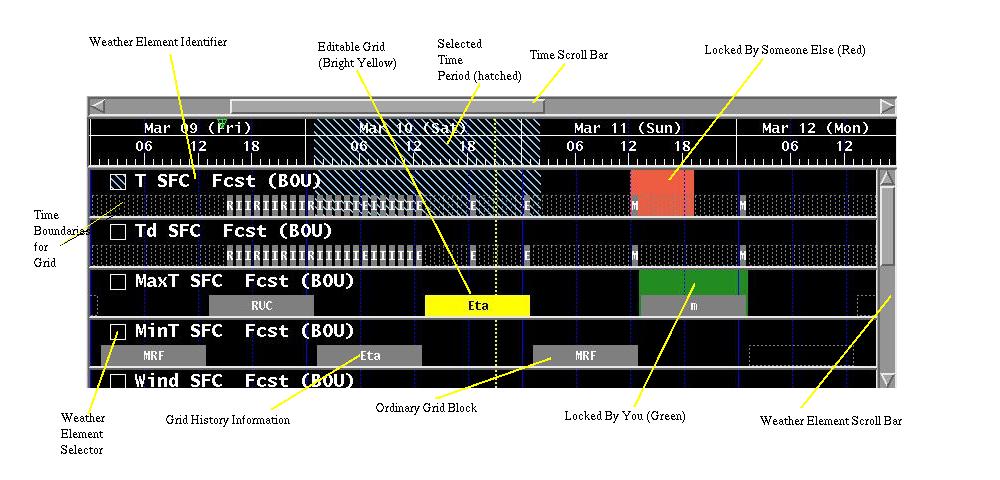 Weather Element Identifier
Editable Grid
(Bright Yellow)
Selected
Time
Period (hatched)
Time Scroll Bar
Locked By Someone Else (Red)
Mar 09 (Fri)
Mar 10 (Sat)
Mar 11 (Sun)
Mar 12 (Mon)
06 12 18 06 12 18 06 12 18 06 12
T SFC Fcst (BOU)
RIIRIIRIIRIIRIIIIIIEIIIIIIE E E M M
Time
Boundaries
for
Grid
Td SFC Fcst (BOU)
RIIRIIRIIRIIRIIIIIIEIIIIIIE E E M M
MaxT SFC Fcst (BOU)
RUC Eta m
MinT SFC Fcst (BOU)
MRF Eta MRF
Wind SFC Fcst (BOU)
Weather
Element
Selector
Grid History Information
Ordinary Grid Block
Locked By You (Green)
Weather Element Scroll Bar